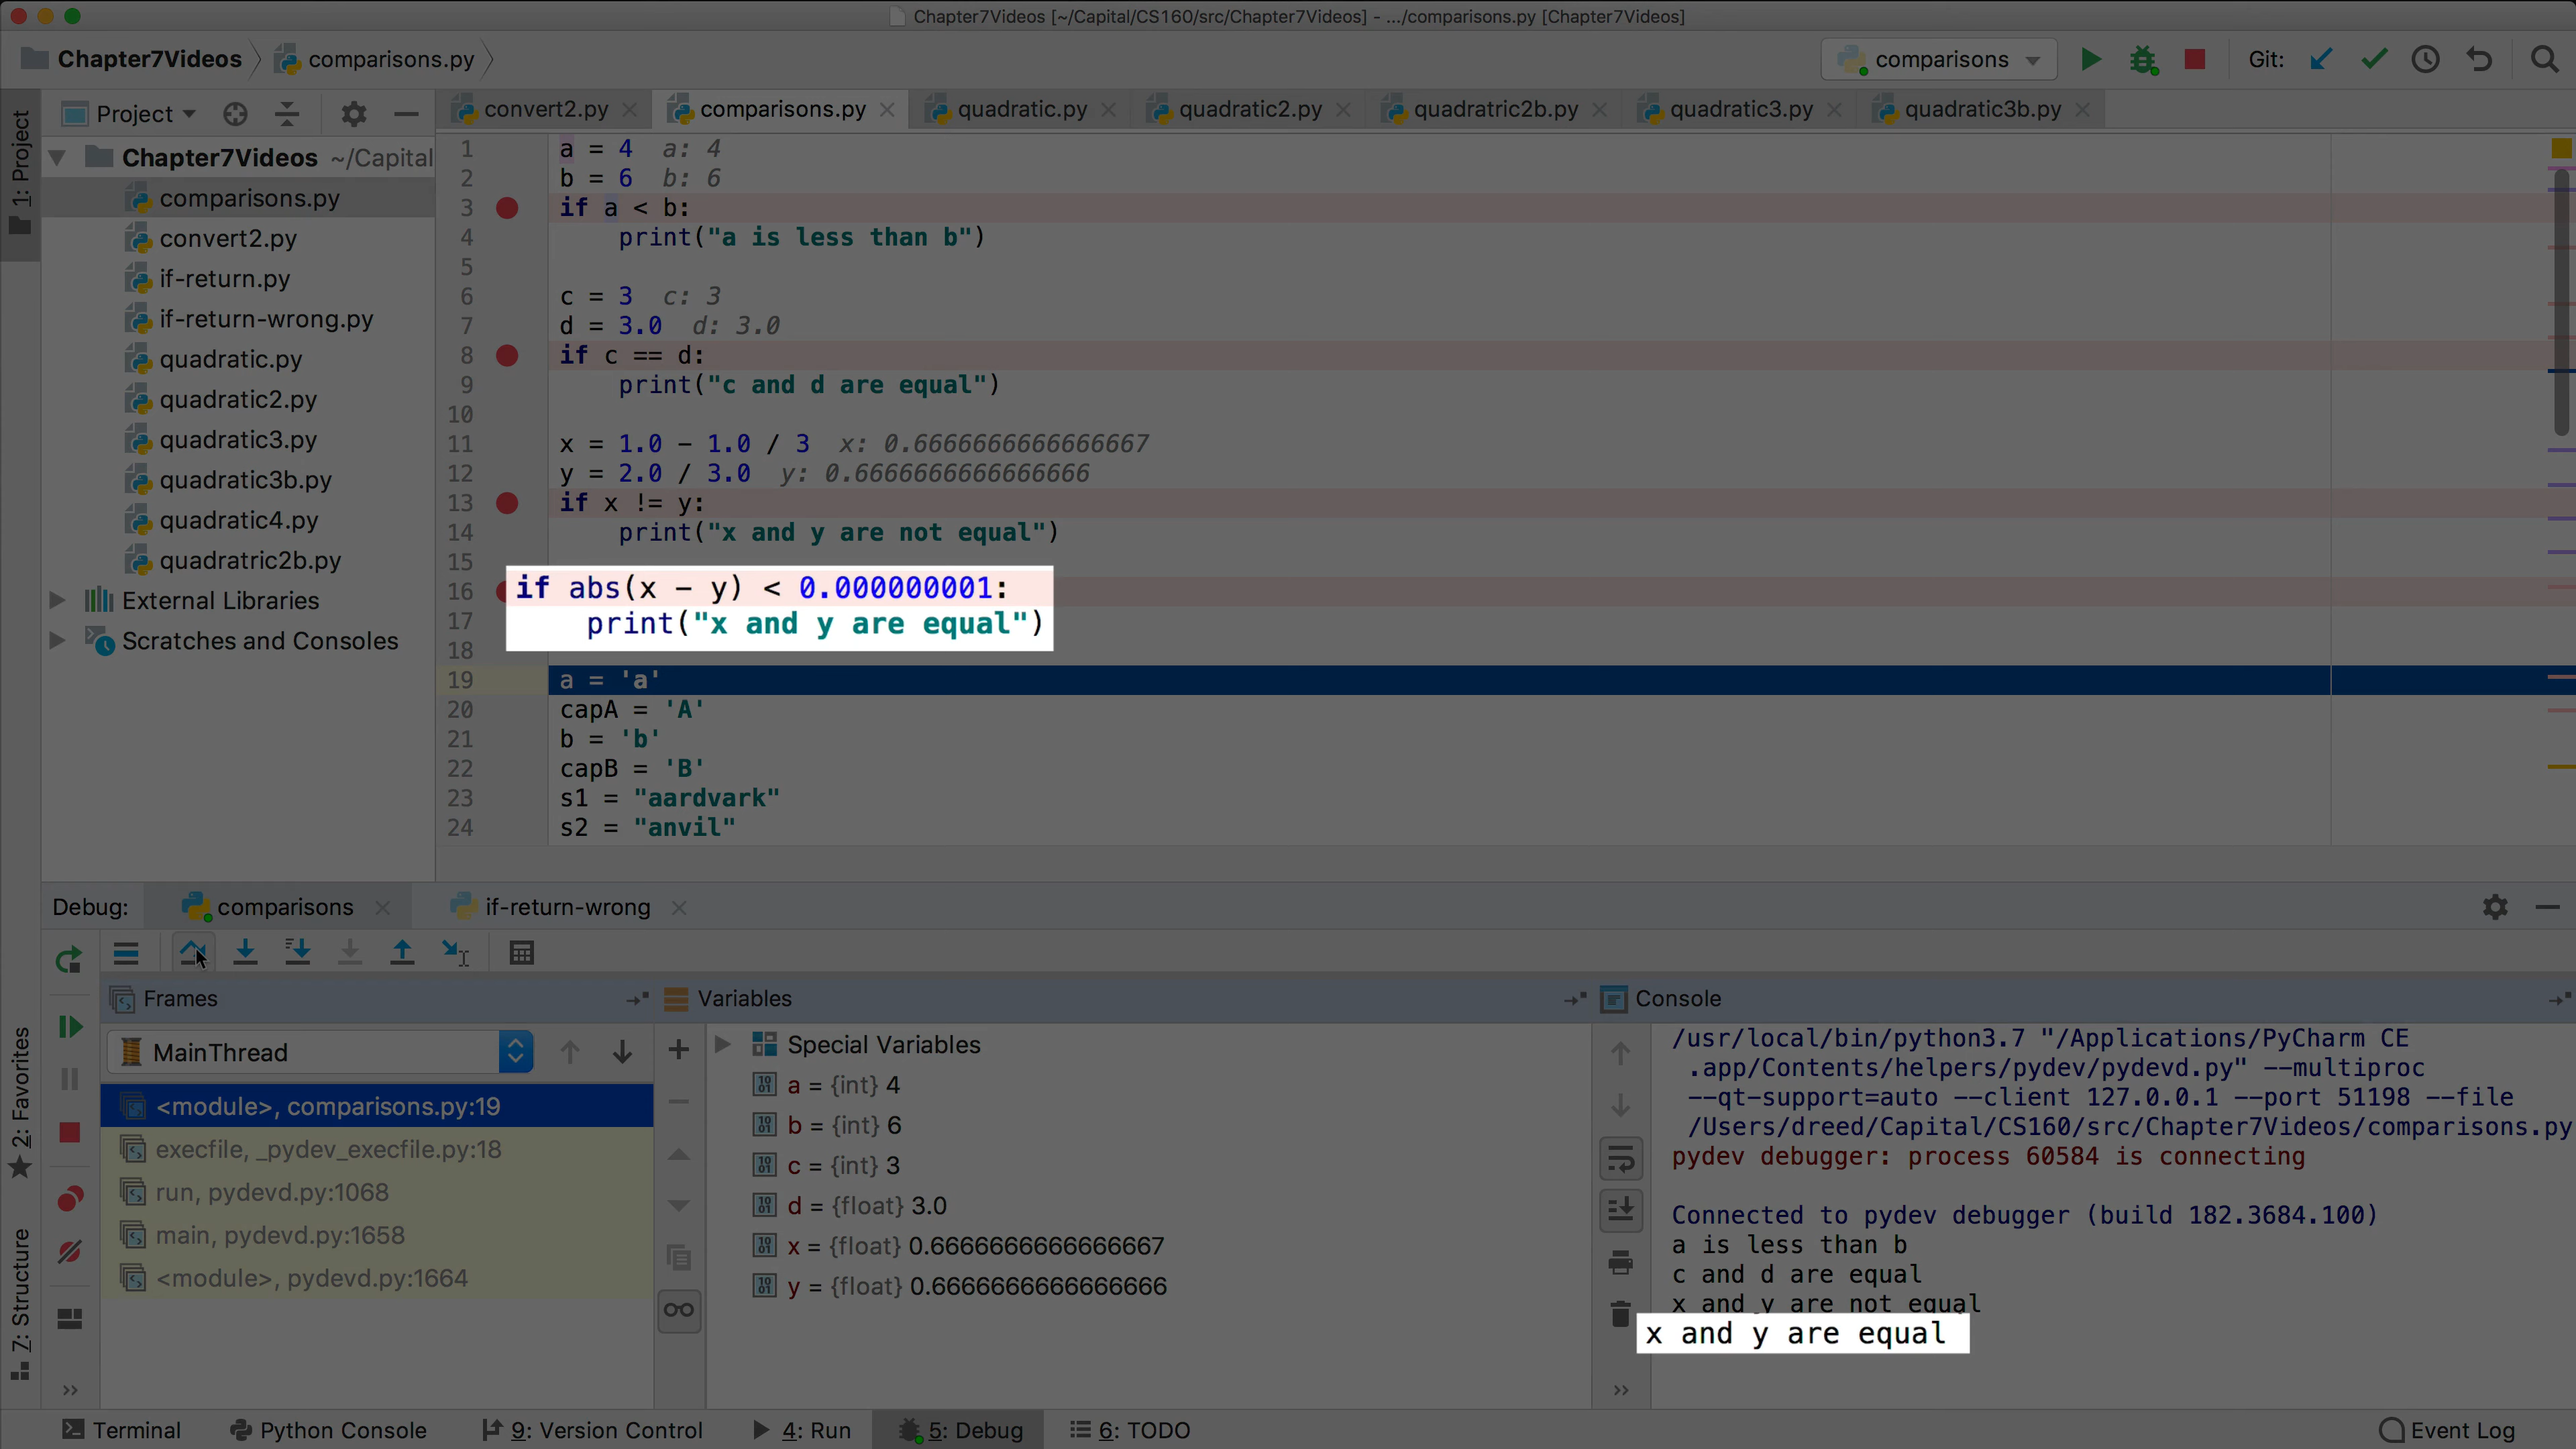 Chapter7Videos [~/Capital/CS160/src/Chapter7Videos] - .../comparisons.py [Chapter7Videos]
Chapter7Videos comparisons.py comparisons Git:
1: Project
Project
convert2.py comparisons.py quadratic.py quadratic2.py quadratric2b.py quadratic3.py quadratic3b.py
Chapter7Videos ~/Capital
comparisons.py
convert2.py
if-return.py
if-return-wrong.py
quadratic.py
quadratic2.py
quadratic3.py
quadratic3b.py
quadratic4.py
quadratric2b.py
External Libraries
Scratches and Consoles
1 a = 4 a: 4
2 b = 6 b: 6
3 if a < b:
4 print("a is less than b")
5
6 c = 3 c: 3
7 d = 3.0 d: 3.0
8 if c == d:
9 print("c and d are equal")
10
11 x = 1.0 - 1.0 / 3 x: 0.6666666666666667
12 y = 2.0 / 3.0 y: 0.6666666666666666
13 if x != y:
14 print("x and y are not equal")
15
16 if abs(x - y) < 0.000000001:
17 print("x and y are equal")
18
19 a = 'a'
20 capA = 'A'
21 b = 'b'
22 capB = 'B'
23 s1 = "aardvark"
24 s2 = "anvil"
Debug: comparisons if-return-wrong
2: Favorites
7: Structure
Frames
MainThread
<module>, comparisons.py:19
execfile, _pydev_execfile.py:18
run, pydevd.py:1068
main, pydevd.py:1658
<module>, pydevd.py:1664
Variables
Special Variables
a = {int} 4
b = {int} 6
c = {int} 3
d = {float} 3.0
x = {float} 0.6666666666666667
y = {float} 0.6666666666666666
Console
/usr/local/bin/python3.7 "/Applications/PyCharm CE
.app/Contents/helpers/pydev/pydevd.py" --multiproc
--qt-support=auto --client 127.0.0.1 --port 51198 --file
/Users/dreed/Capital/CS160/src/Chapter7Videos/comparisons.py
pydev debugger: process 60584 is connecting
Connected to pydev debugger (build 182.3684.100)
a is less than b
c and d are equal
x and y are not equal
x and y are equal
Terminal Python Console 9: Version Control 4: Run 5: Debug 6: TODO Event Log